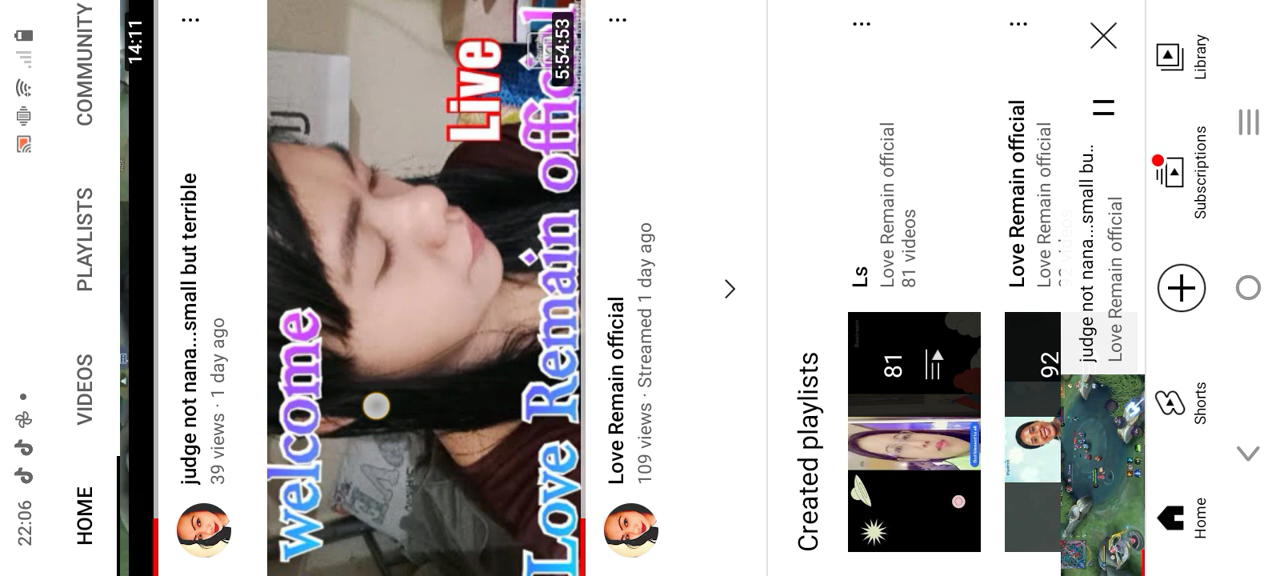 22:06
HOME VIDEOS PLAYLISTS COMMUNITY
14:11
judge not nana...small but terrible
39 views · 1 day ago
welcome
Live
Love Remain official
5:54:53
Love Remain official
109 views · Streamed 1 day ago
Created playlists
81
Ls
Love Remain official
81 videos
92
Love Remain official
Love Remain official
92 videos
judge not nana...small bu..
Love Remain official
Home Shorts Subscriptions Library